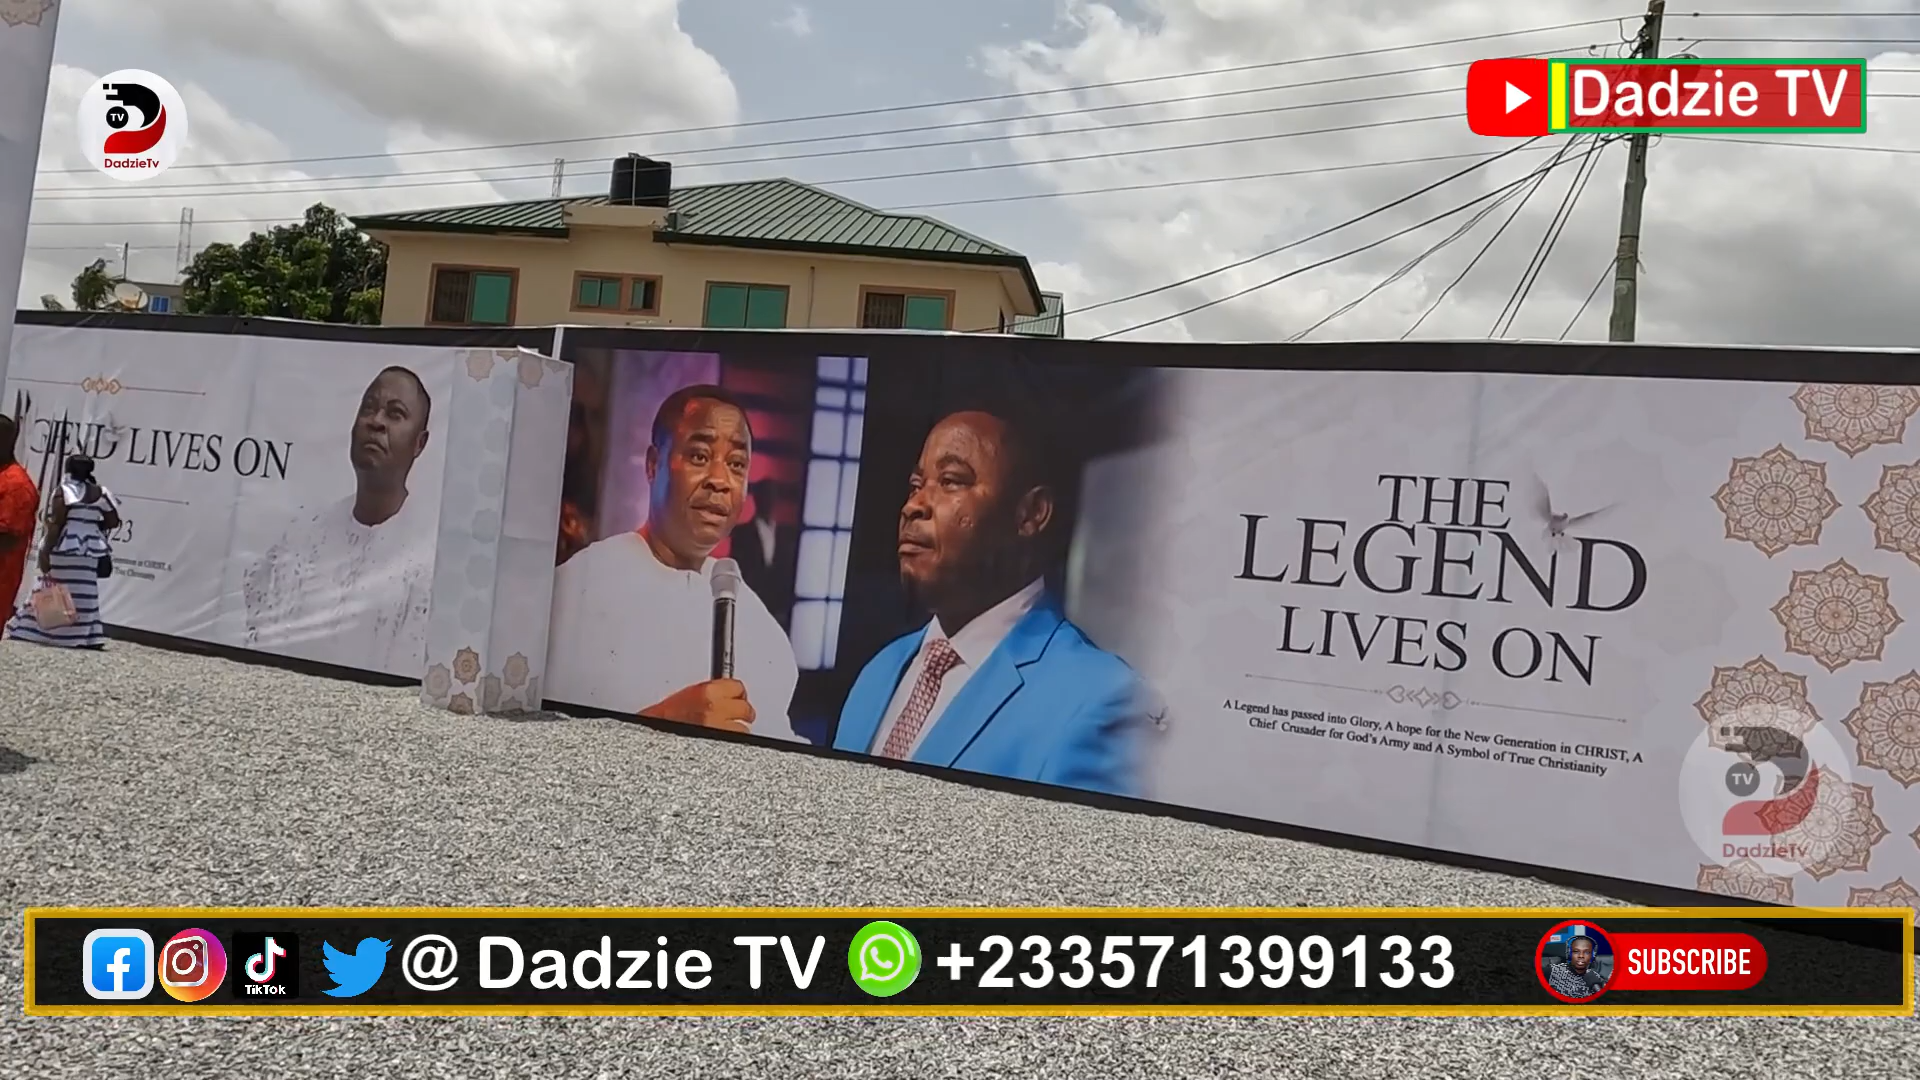 TV
DadzieTv
Dadzie TV
LIVES ON
THE
LEGEND
LIVES ON
A Legend has passed into Glory, A hope for the New Generation in CHRIST, A
Chief Crusader for God's Army and A Symbol of True Christianity
TV
DadzieTv
TikTok
@ Dadzie TV +233571399133
SUBSCRIBE